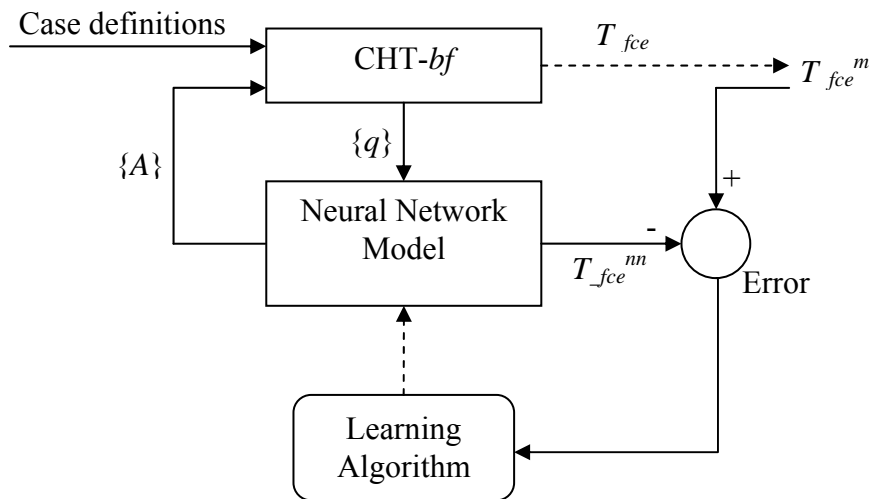 Case definitions
CHT-bf
T fce
T fce^m
{A}
{q}
+
Neural Network
Model
-
T_fce^nn
Error
Learning
Algorithm